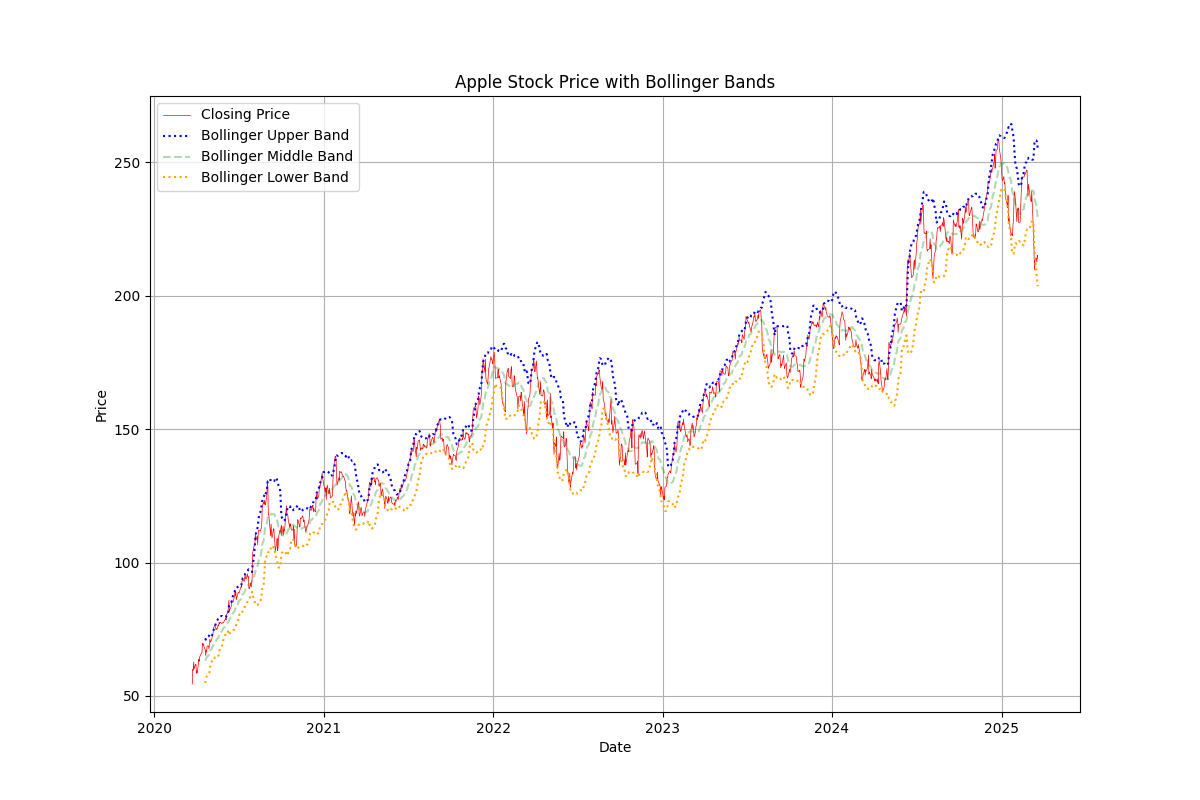 Apple Stock Price with Bollinger Bands
Closing Price
Bollinger Upper Band
Bollinger Middle Band
Bollinger Lower Band
250
200
150
100
50
Price
2020 2021 2022 2023 2024 2025
Date